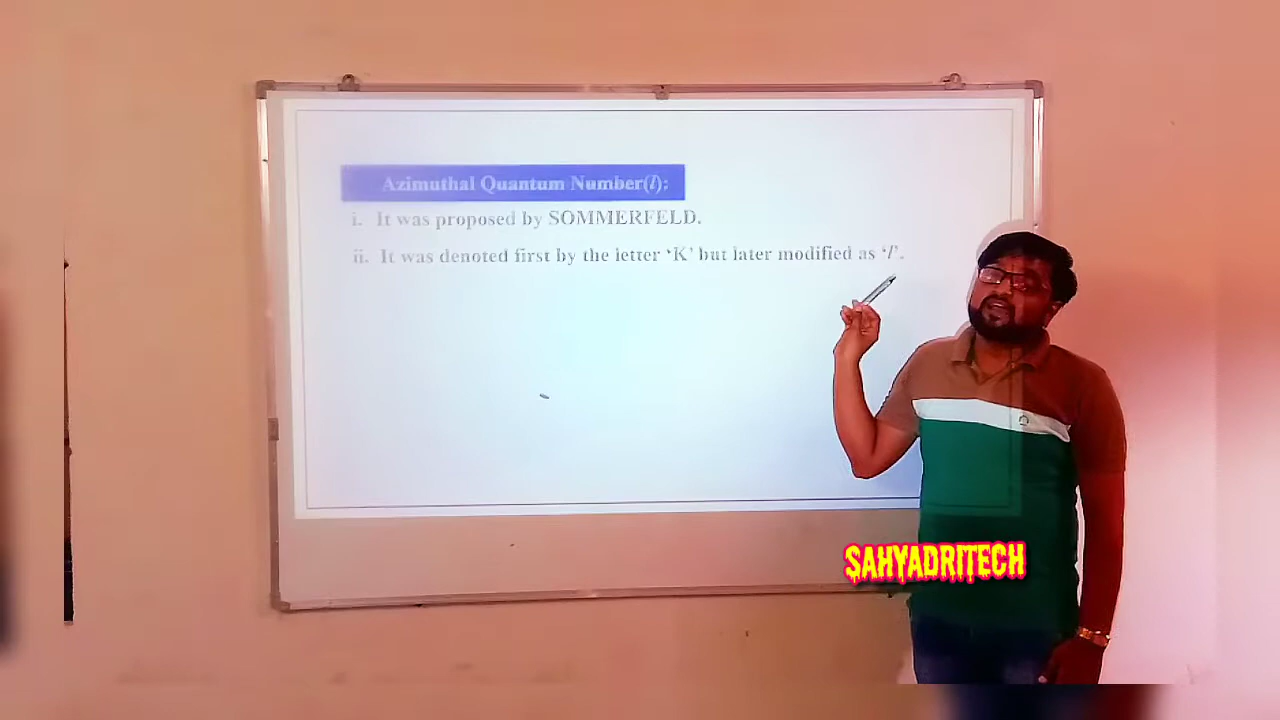 Azimuthal Quantum Number(l):
i. It was proposed by SOMMERFELD.
ii. It was denoted first by the letter ‘K’ but later modified as ‘l’.
SAHYADRITECH